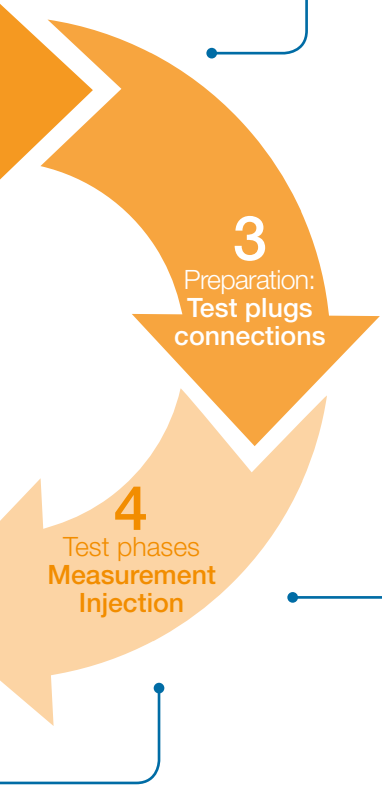 3
Preparation:
Test plugs
connections
4
Test phases
Measurement
Injection